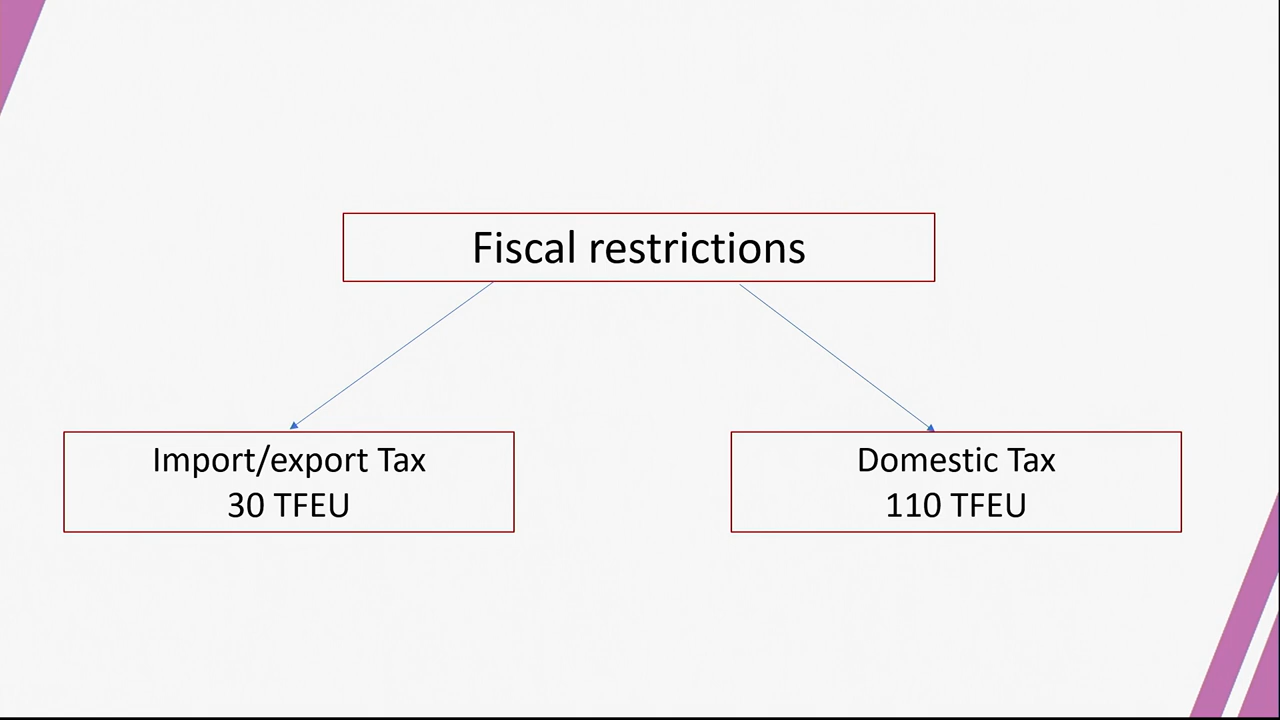 Fiscal restrictions
Import/export Tax
30 TFEU
Domestic Tax
110 TFEU